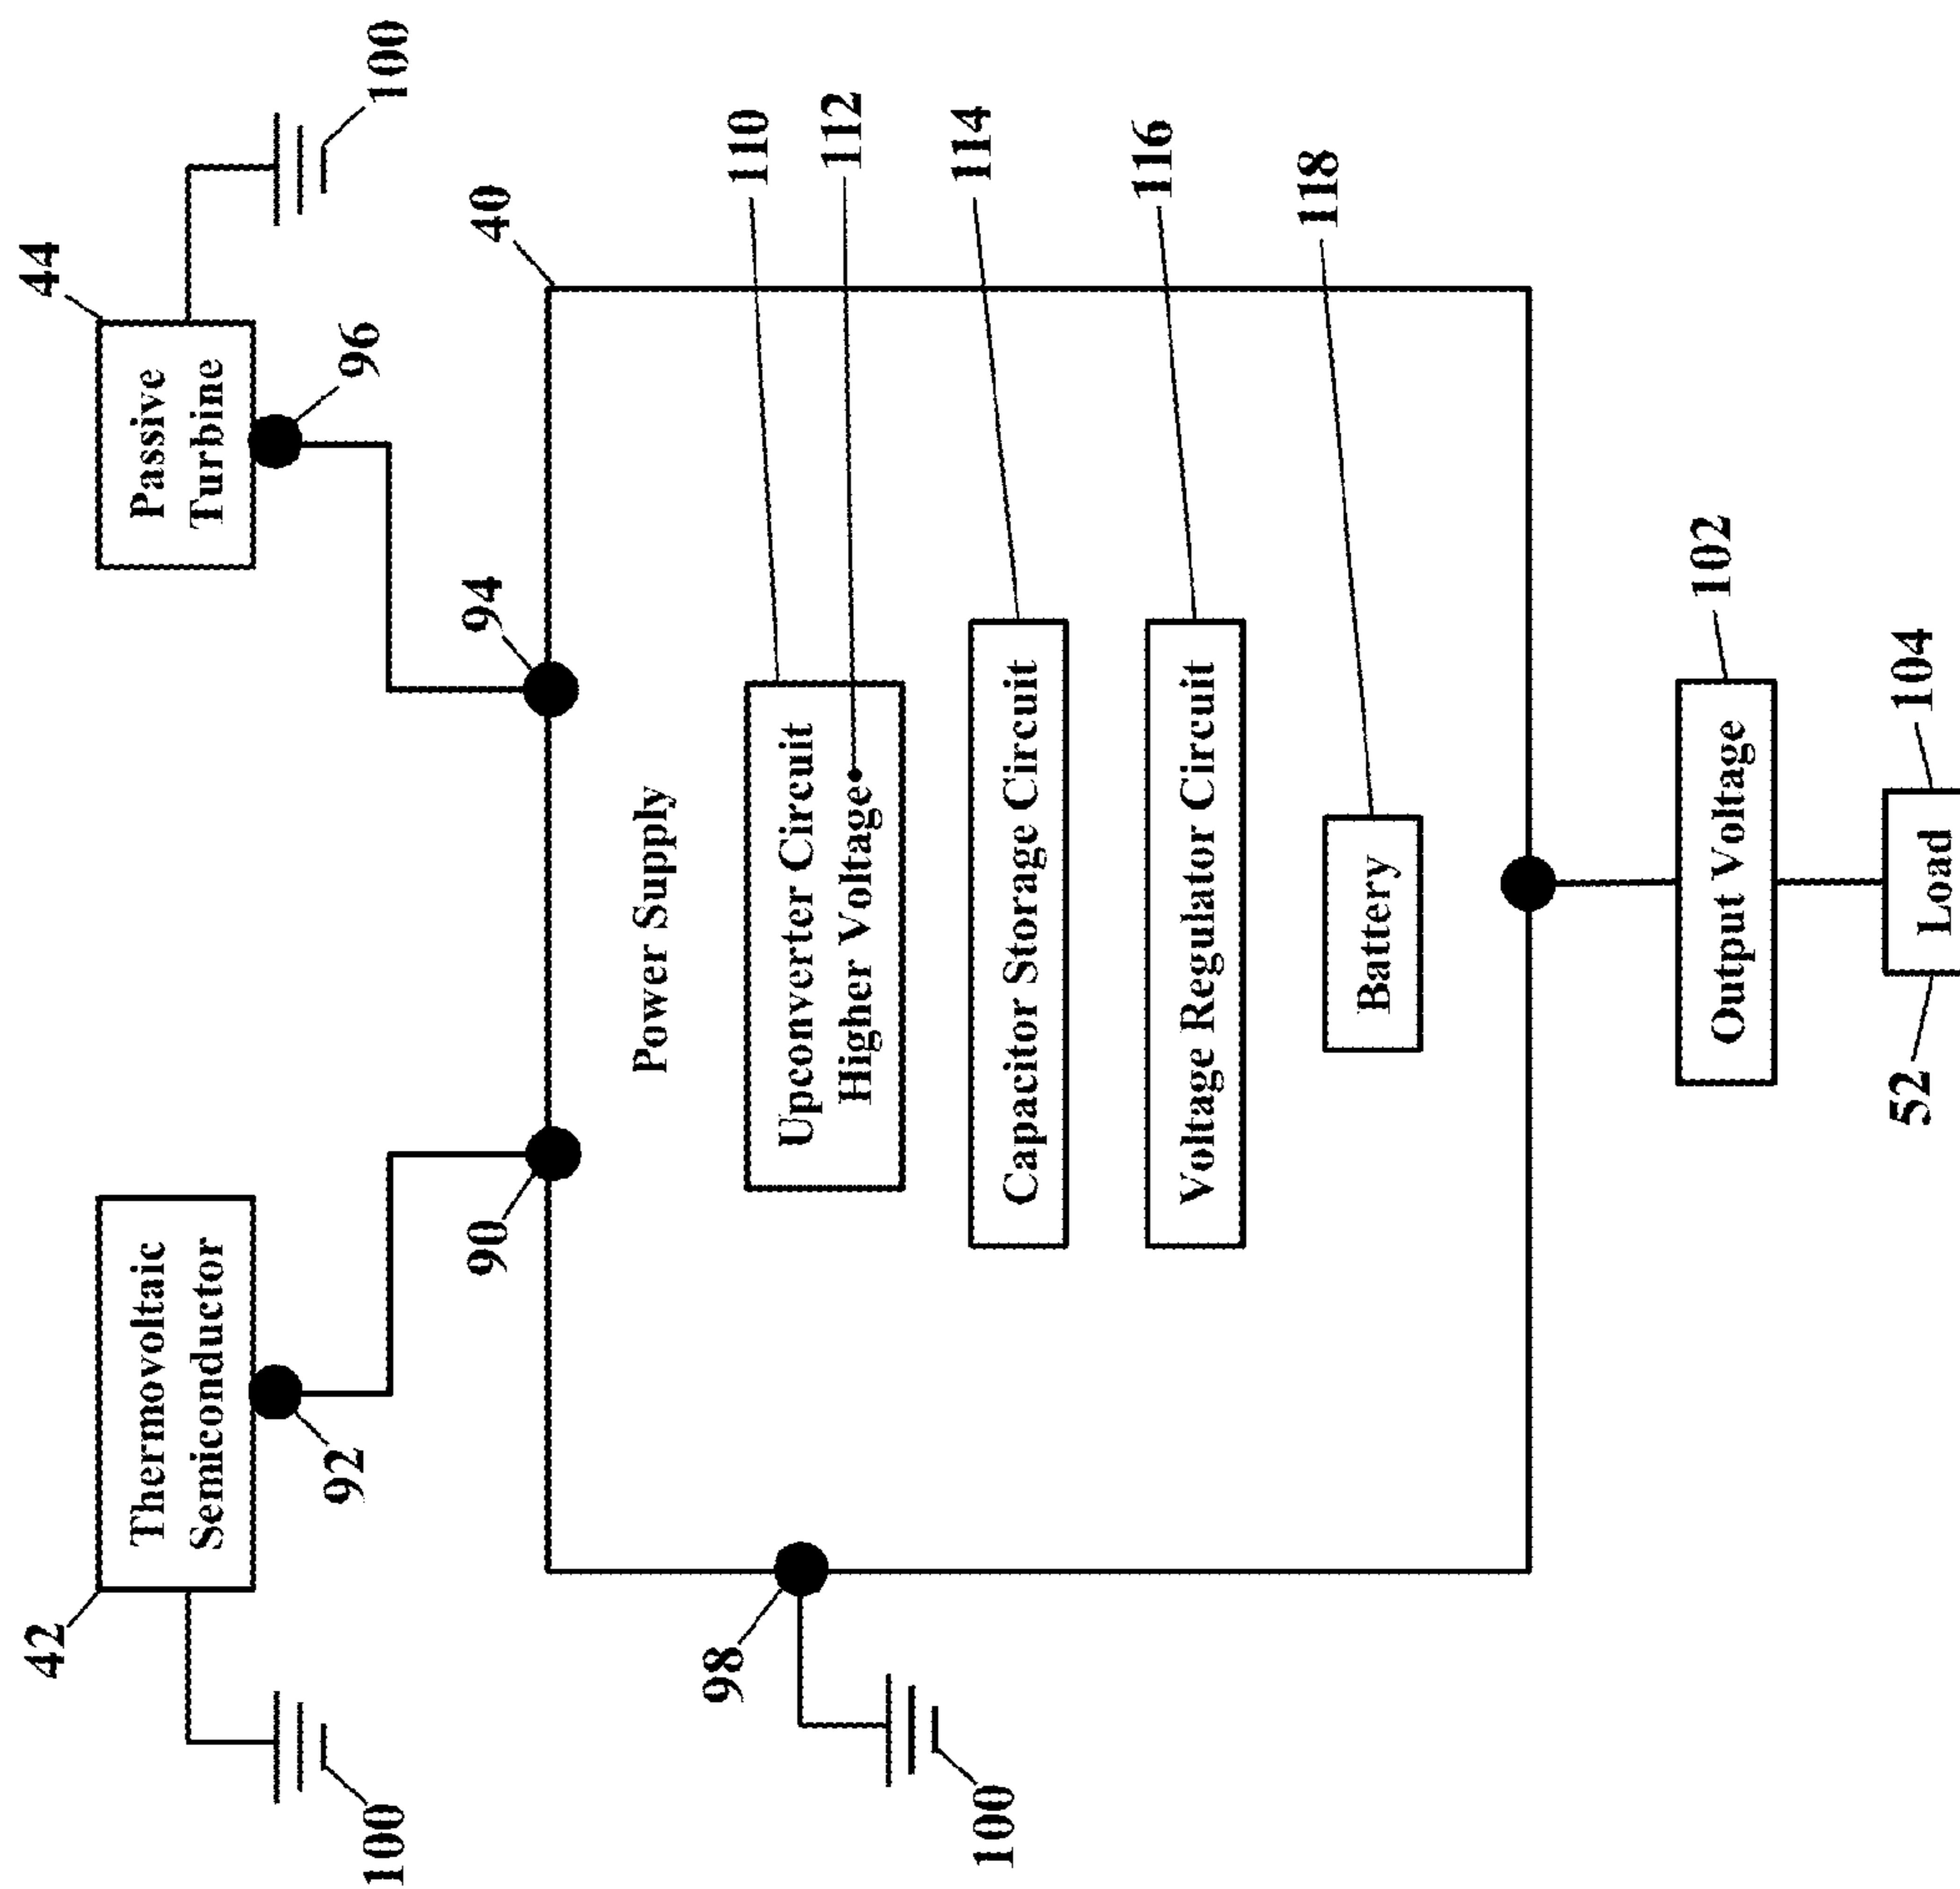 42
Thermovoltaic
Semiconductor
44
Passive
Turbine
100
92
96
100
90
94
40
Power Supply
98
100
Upconverter Circuit
Higher Voltage
110
112
Capacitor Storage Circuit
114
Voltage Regulator Circuit
116
Battery
118
Output Voltage
102
52
Load
104